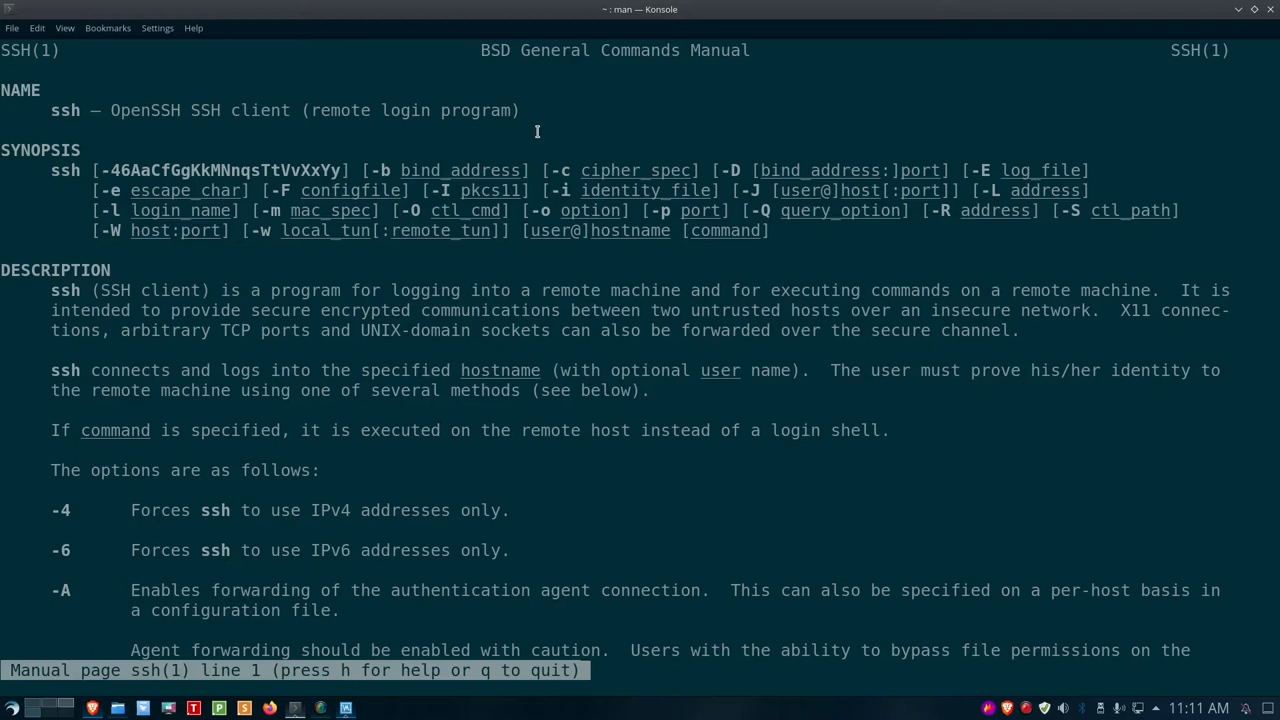 ~ : man — Konsole
File Edit View Bookmarks Settings Help
SSH(1) BSD General Commands Manual SSH(1)
NAME
ssh — OpenSSH SSH client (remote login program)
SYNOPSIS
ssh [-46AaCfGgKkMNnqsTtVvXxYy] [-b bind_address] [-c cipher_spec] [-D [bind_address:]port] [-E log_file]
[-e escape_char] [-F configfile] [-I pkcs11] [-i identity_file] [-J [user@]host[:port]] [-L address]
[-l login_name] [-m mac_spec] [-O ctl_cmd] [-o option] [-p port] [-Q query_option] [-R address] [-S ctl_path]
[-W host:port] [-w local_tun[:remote_tun]] [user@]hostname [command]
DESCRIPTION
ssh (SSH client) is a program for logging into a remote machine and for executing commands on a remote machine. It is
intended to provide secure encrypted communications between two untrusted hosts over an insecure network. X11 connec-
tions, arbitrary TCP ports and UNIX-domain sockets can also be forwarded over the secure channel.
ssh connects and logs into the specified hostname (with optional user name). The user must prove his/her identity to
the remote machine using one of several methods (see below).
If command is specified, it is executed on the remote host instead of a login shell.
The options are as follows:
-4 Forces ssh to use IPv4 addresses only.
-6 Forces ssh to use IPv6 addresses only.
-A Enables forwarding of the authentication agent connection. This can also be specified on a per-host basis in
a configuration file.
Agent forwarding should be enabled with caution. Users with the ability to bypass file permissions on the
Manual page ssh(1) line 1 (press h for help or q to quit)
T P S 11:11 AM